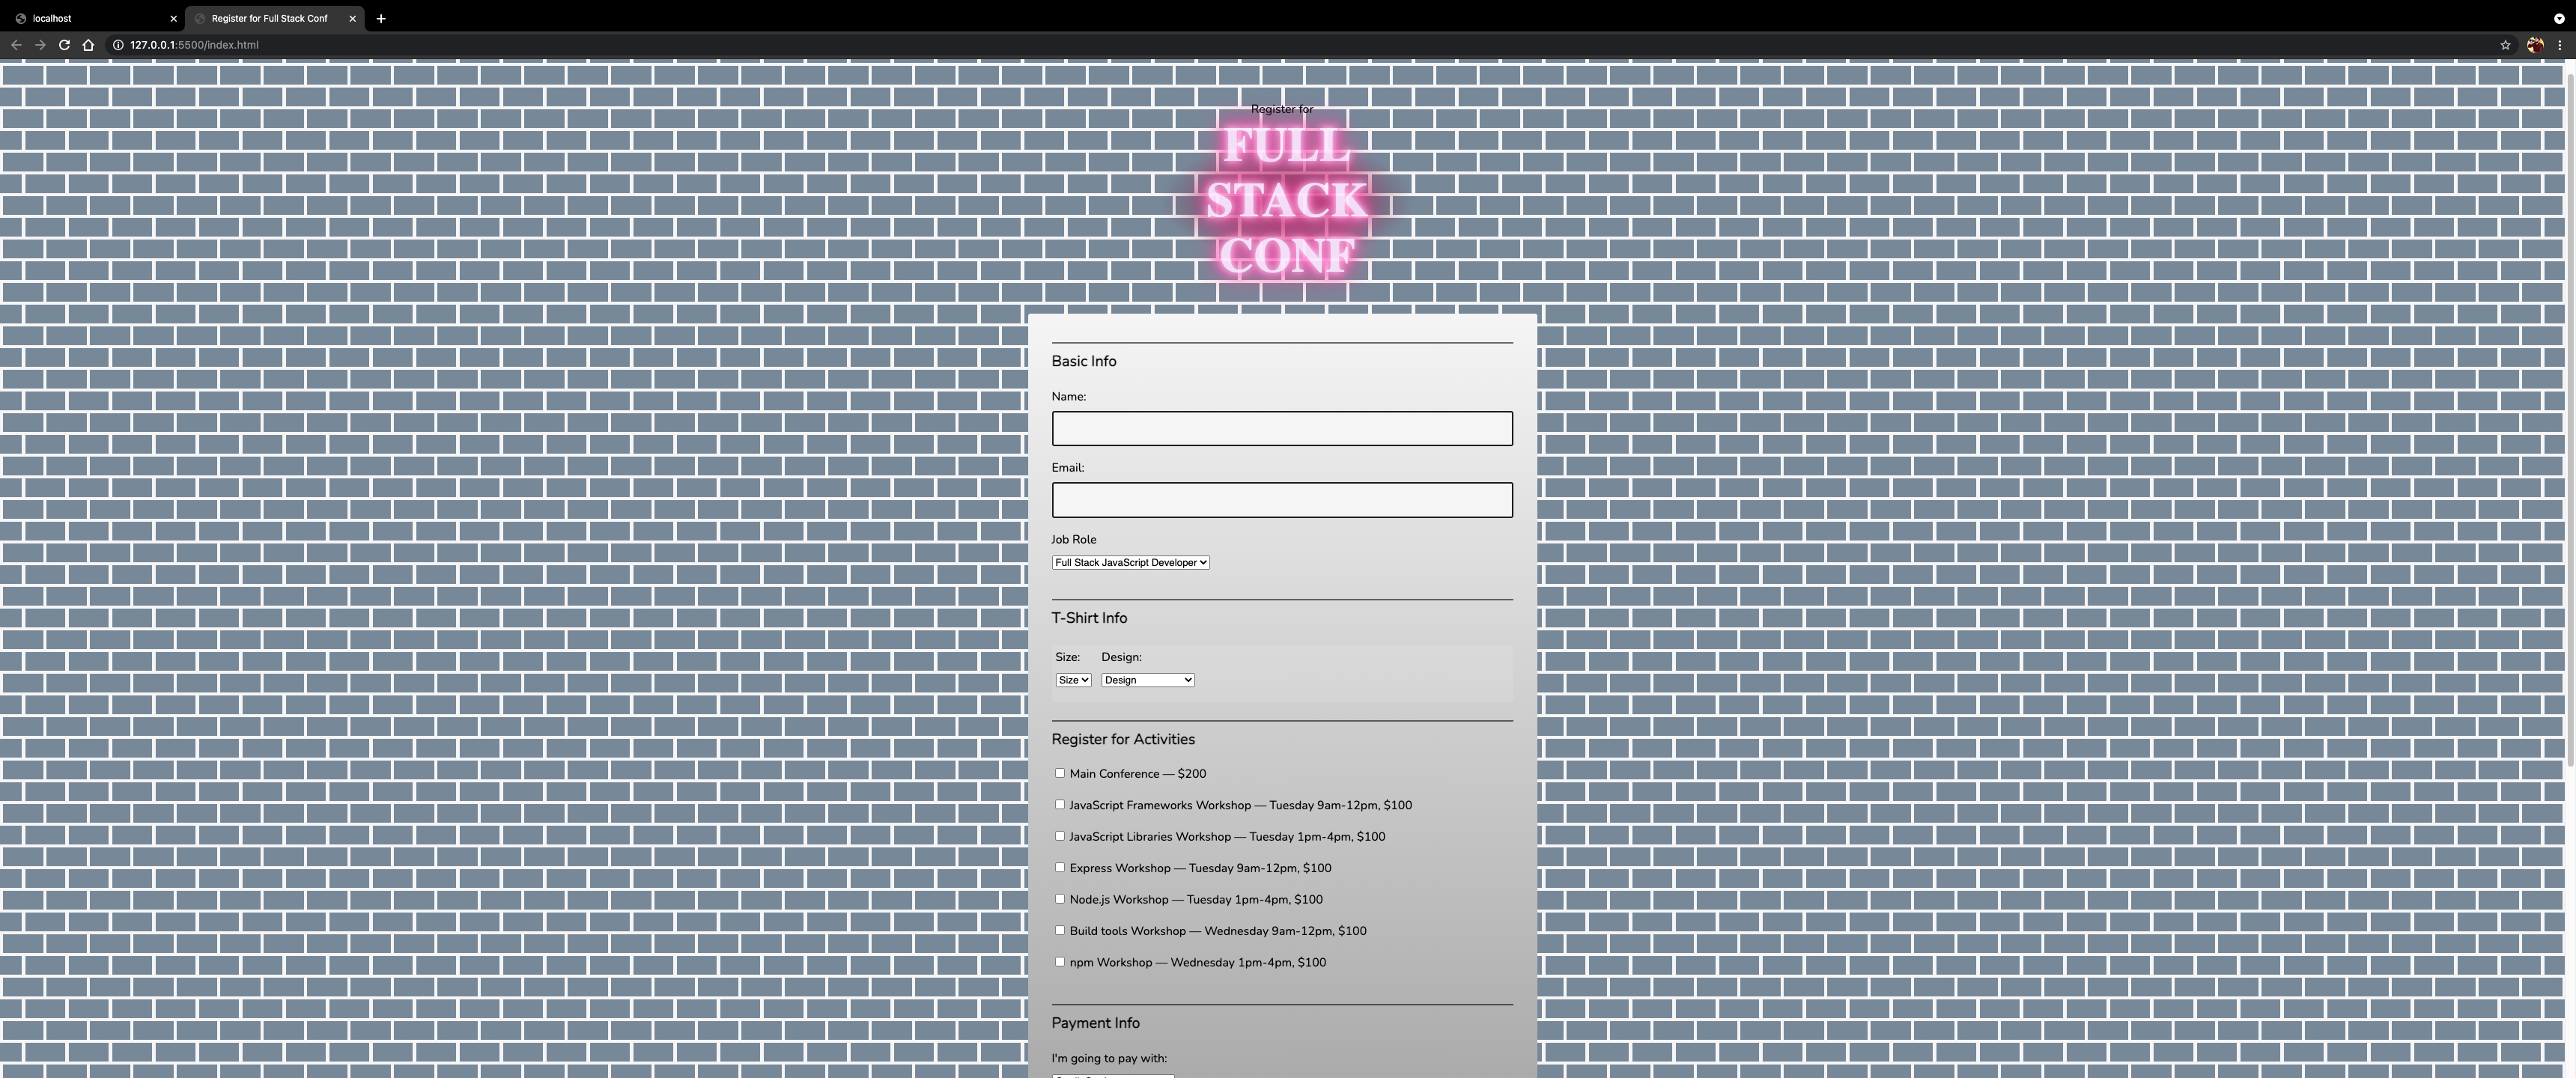 localhost
Register for Full Stack Conf
127.0.0.1:5500/index.html
Register for
FULL
STACK
CONF
Basic Info
Name:
Email:
Job Role
Full Stack JavaScript Developer
T-Shirt Info
Size: Design:
Size Design
Register for Activities
Main Conference — $200
JavaScript Frameworks Workshop — Tuesday 9am-12pm, $100
JavaScript Libraries Workshop — Tuesday 1pm-4pm, $100
Express Workshop — Tuesday 9am-12pm, $100
Node.js Workshop — Tuesday 1pm-4pm, $100
Build tools Workshop — Wednesday 9am-12pm, $100
npm Workshop — Wednesday 1pm-4pm, $100
Payment Info
I'm going to pay with: